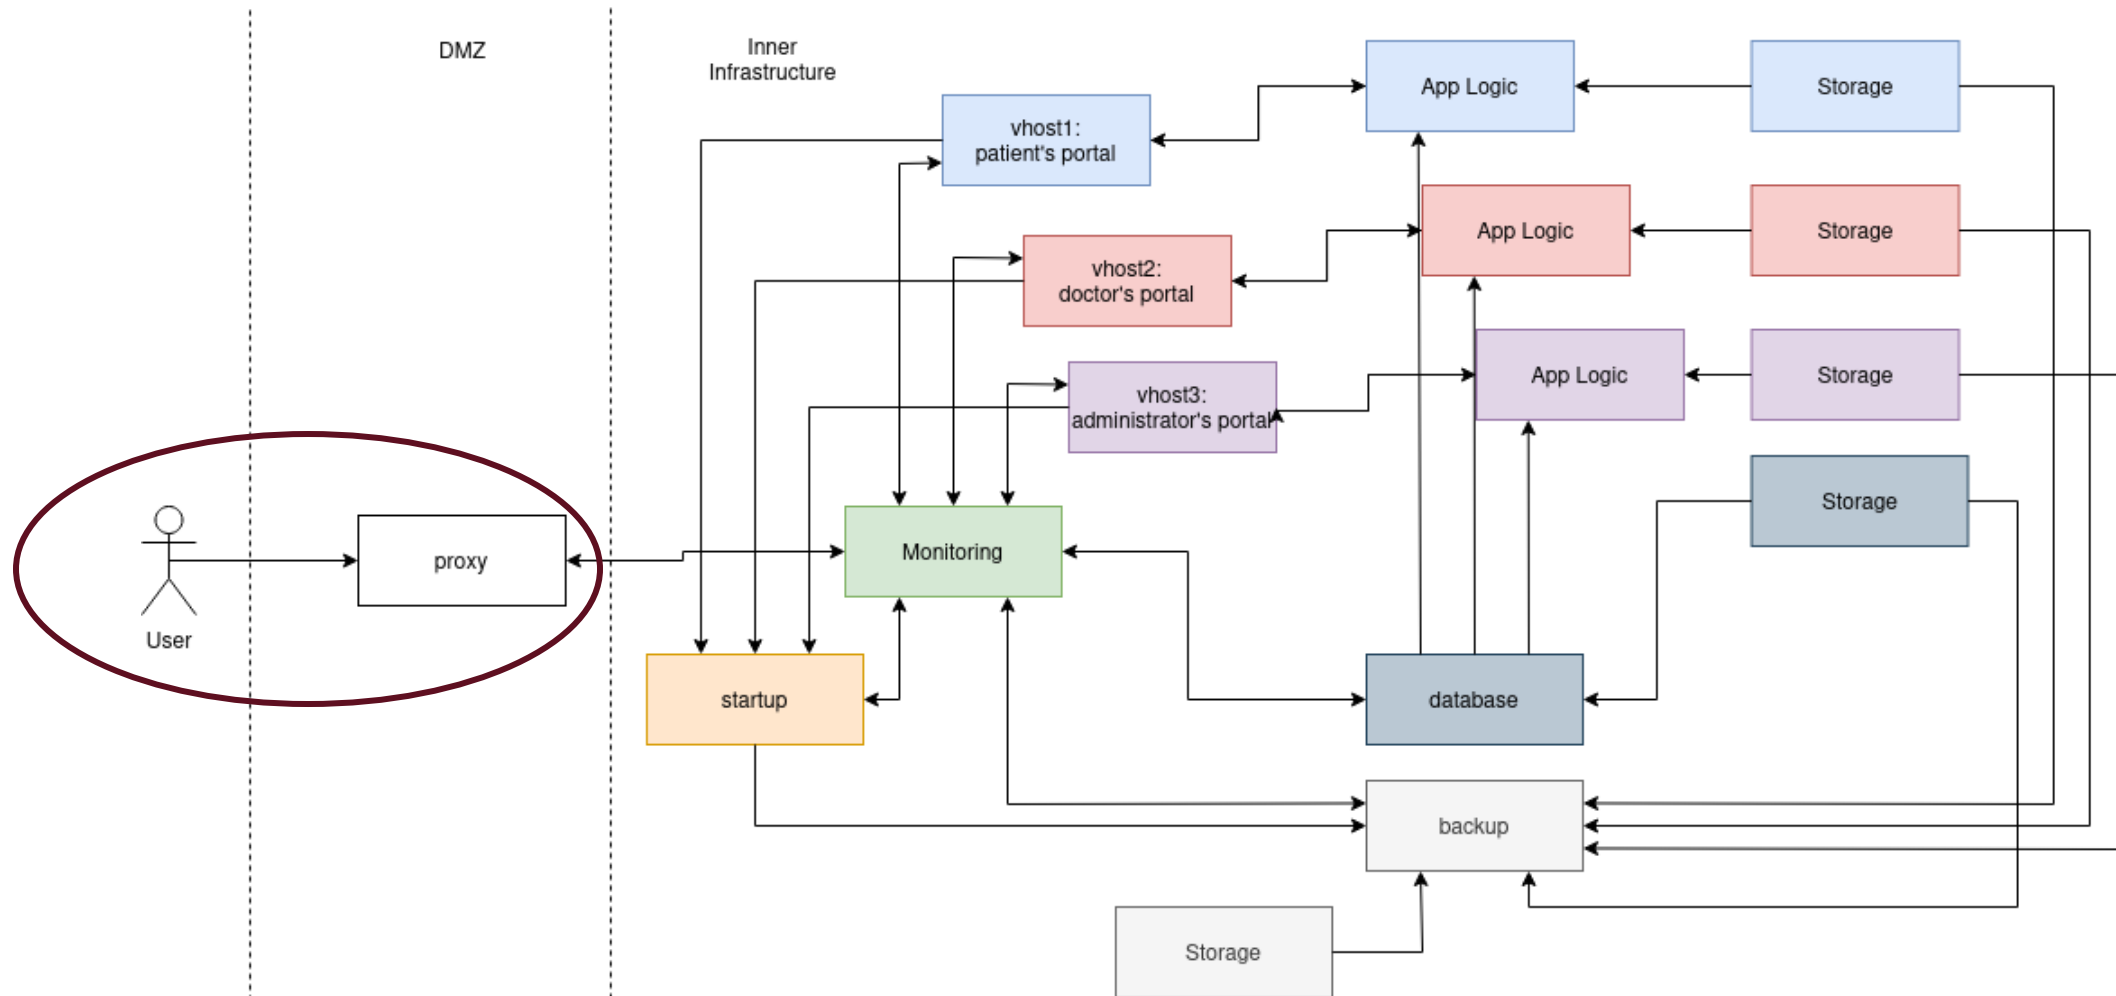 DMZ
Inner
Infrastructure
vhost1:
patient's portal
App Logic
Storage
vhost2:
doctor's portal
App Logic
Storage
vhost3:
administrator's portal
App Logic
Storage
Storage
User
proxy
Monitoring
startup
database
backup
Storage